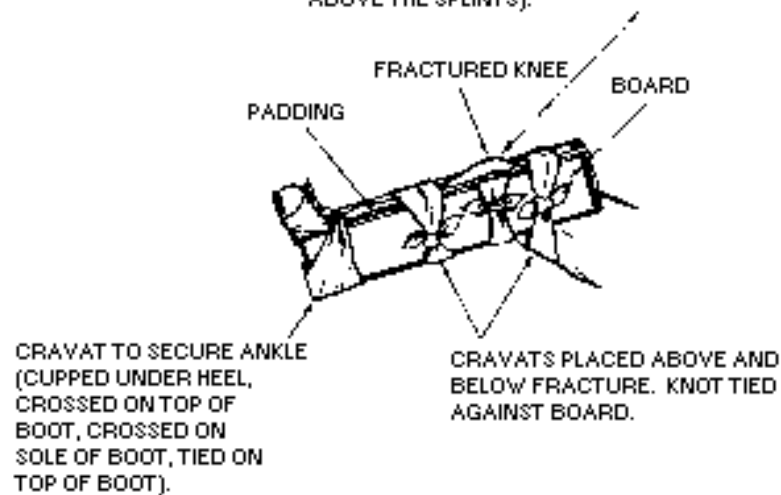 ABOVE THE SPLINTS).
FRACTURED KNEE
BOARD
PADDING
CRAVAT TO SECURE ANKLE
(CUPPED UNDER HEEL,
CROSSED ON TOP OF
BOOT, CROSSED ON
SOLE OF BOOT, TIED ON
TOP OF BOOT).
CRAVATS PLACED ABOVE AND
BELOW FRACTURE. KNOT TIED
AGAINST BOARD.